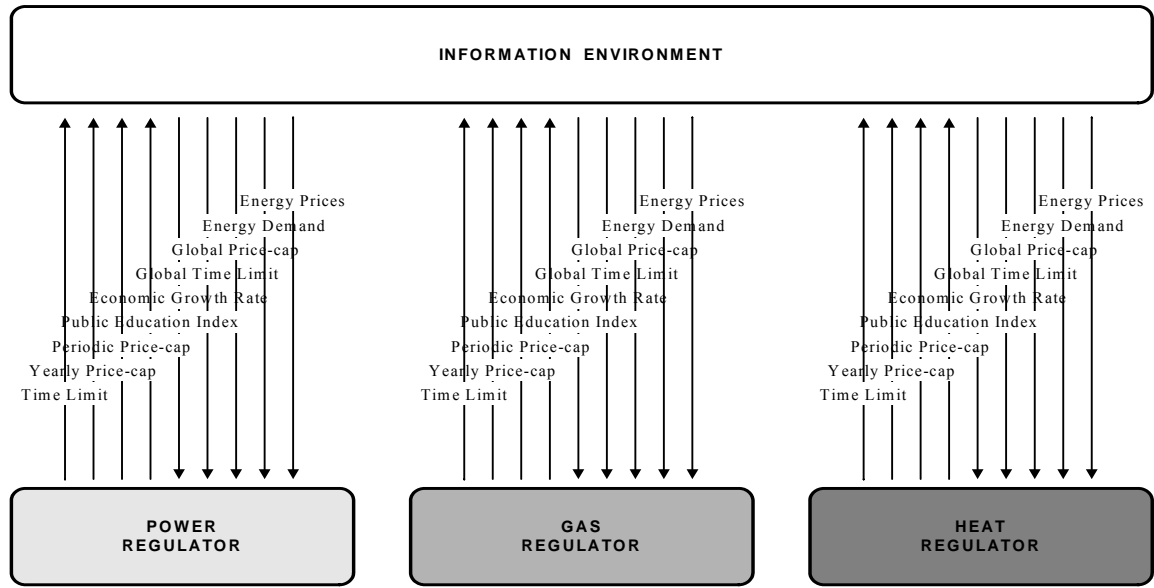 INFORMATION ENVIRONMENT
Energy Prices
Energy Demand
Global Price-cap
Global Time Limit
Economic Growth Rate
Public Education Index
Periodic Price-cap
Yearly Price-cap
Time Limit
Energy Prices
Energy Demand
Global Price-cap
Global Time Limit
Economic Growth Rate
Public Education Index
Periodic Price-cap
Yearly Price-cap
Time Limit
Energy Prices
Energy Demand
Global Price-cap
Global Time Limit
Economic Growth Rate
Public Education Index
Periodic Price-cap
Yearly Price-cap
Time Limit
POWER
REGULATOR
GAS
REGULATOR
HEAT
REGULATOR